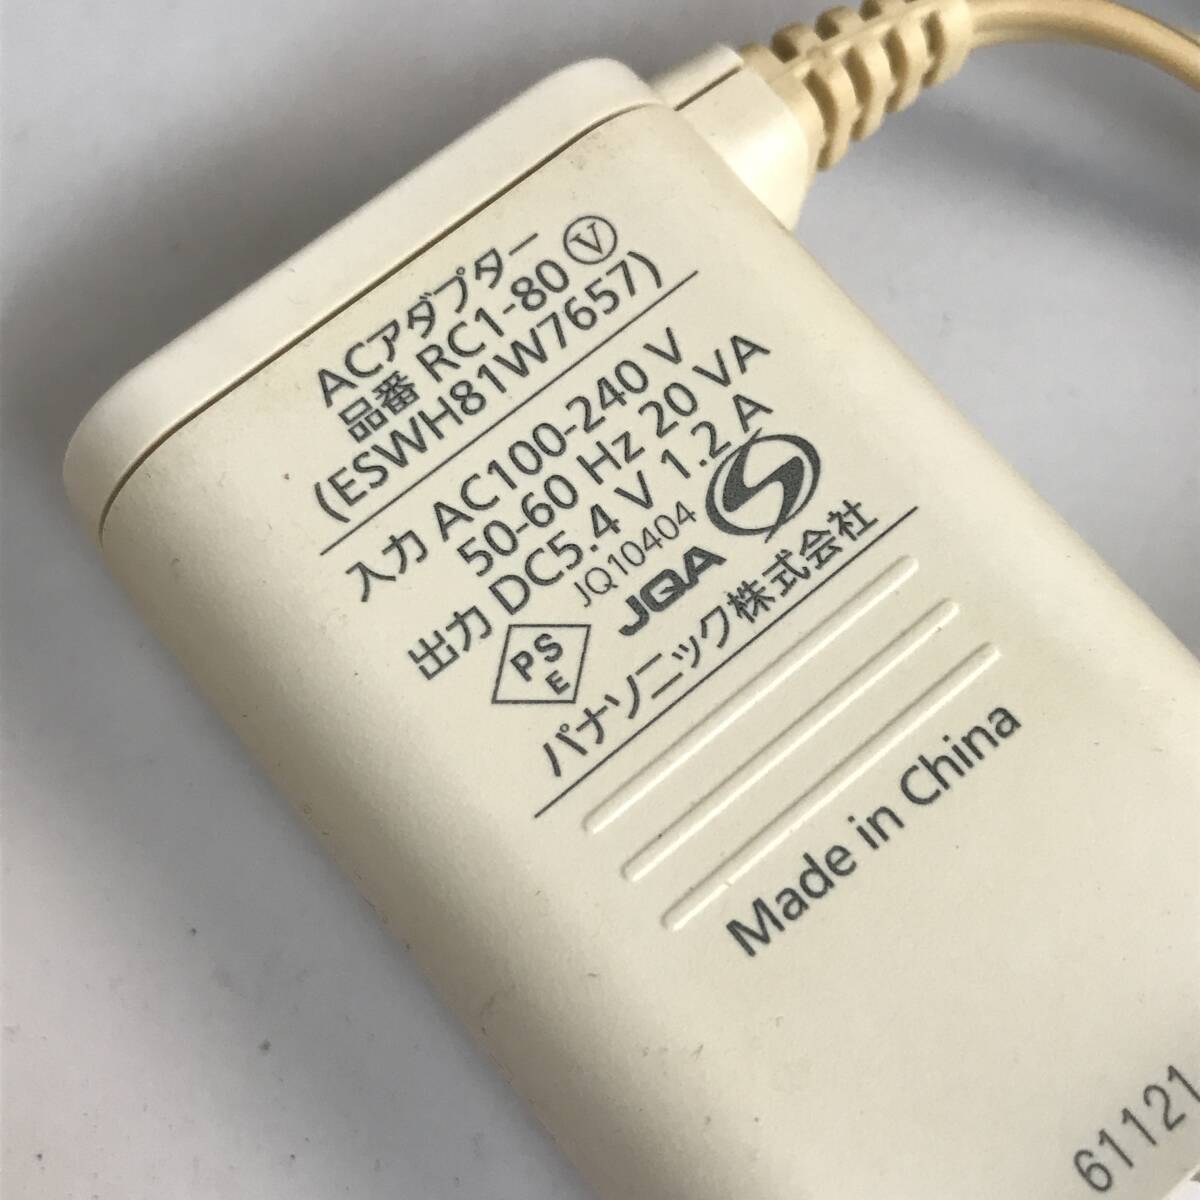 ACアダプター
品番 RC1-80 Ⓥ
(ESWH81W7657)
入力 AC100-240 V
50-60 Hz 20 VA
出力 DC5.4 V 1.2 A
JQ10404
PS
E
JQA
S
パナソニック株式会社
Made in China
61121